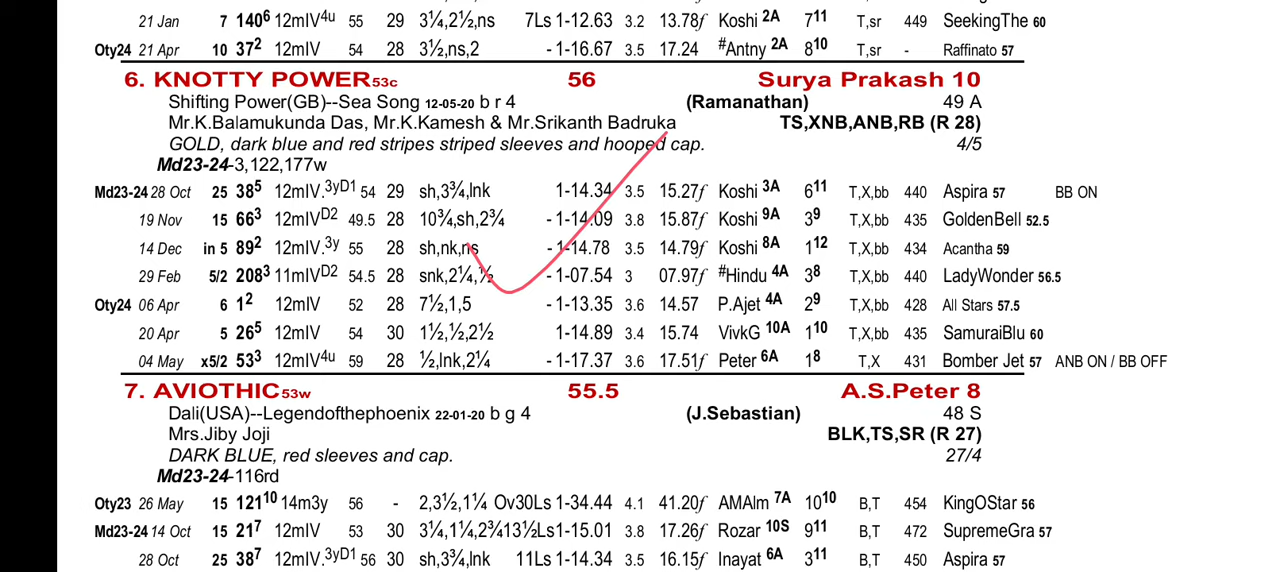 21 Jan 7 140⁶ 12mIV⁴ᵘ 55 29 3¼,2½,ns 7Ls 1-12.63 3.2 13.78f Koshi 2A 7¹¹ T,sr 449 SeekingThe 60
Oty24 21 Apr 10 37² 12mIV 54 28 3½,ns,2 - 1-16.67 3.5 17.24 #Antny 2A 8¹⁰ T,sr - Raffinato 57
6. KNOTTY POWER53c 56 Surya Prakash 10
Shifting Power(GB)--Sea Song 12-05-20 b r 4 (Ramanathan) 49 A
Mr.K.Balamukunda Das, Mr.K.Kamesh & Mr.Srikanth Badruka TS,XNB,ANB,RB (R 28)
GOLD, dark blue and red stripes striped sleeves and hooped cap. 4/5
Md23-24-3,122,177w
Md23-24 28 Oct 25 38⁵ 12mIV.³ʸᴰ¹ 54 29 sh,3¾,lnk 1-14.34 3.5 15.27f Koshi 3A 6¹¹ T,X,bb 440 Aspira 57 BB ON
19 Nov 15 66³ 12mIVᴰ² 49.5 28 10¾,sh,2¾ - 1-14.09 3.8 15.87f Koshi 9A 3⁹ T,X,bb 435 GoldenBell 52.5
14 Dec in 5 89² 12mIV.³ʸ 55 28 sh,nk,ns - 1-14.78 3.5 14.79f Koshi 8A 1¹² T,X,bb 434 Acantha 59
29 Feb 5/2 208³ 11mIVᴰ² 54.5 28 snk,2¼,½ - 1-07.54 3 07.97f #Hindu 4A 3⁸ T,X,bb 440 LadyWonder 56.5
Oty24 06 Apr 6 1² 12mIV 52 28 7½,1,5 - 1-13.35 3.6 14.57 P.Ajet 4A 2⁹ T,X,bb 428 All Stars 57.5
20 Apr 5 26⁵ 12mIV 54 30 1½,½,2½ 1-14.89 3.4 15.74 VivkG 10A 1¹⁰ T,X,bb 435 SamuraiBlu 60
04 May x5/2 53³ 12mIV⁴ᵘ 59 28 ½,lnk,2¼ - 1-17.37 3.6 17.51f Peter 6A 1⁸ T,X 431 Bomber Jet 57 ANB ON / BB OFF
7. AVIOTHIC53w 55.5 A.S.Peter 8
Dali(USA)--Legendofthephoenix 22-01-20 b g 4 (J.Sebastian) 48 S
Mrs.Jiby Joji BLK,TS,SR (R 27)
DARK BLUE, red sleeves and cap. 27/4
Md23-24-116rd
Oty23 26 May 15 121¹⁰ 14m3y 56 - 2,3½,1¼ Ov30Ls 1-34.44 4.1 41.20f AMAlm 7A 10¹⁰ B,T 454 KingOStar 56
Md23-24 14 Oct 15 21⁷ 12mIV 53 30 3¼,1¼,2¾ 13½Ls 1-15.01 3.8 17.26f Rozar 10S 9¹¹ B,T 472 SupremeGra 57
28 Oct 25 38⁷ 12mIV.³ʸᴰ¹ 56 30 sh,3¾,lnk 11Ls 1-14.34 3.5 16.15f Inayat 6A 3¹¹ B,T 450 Aspira 57